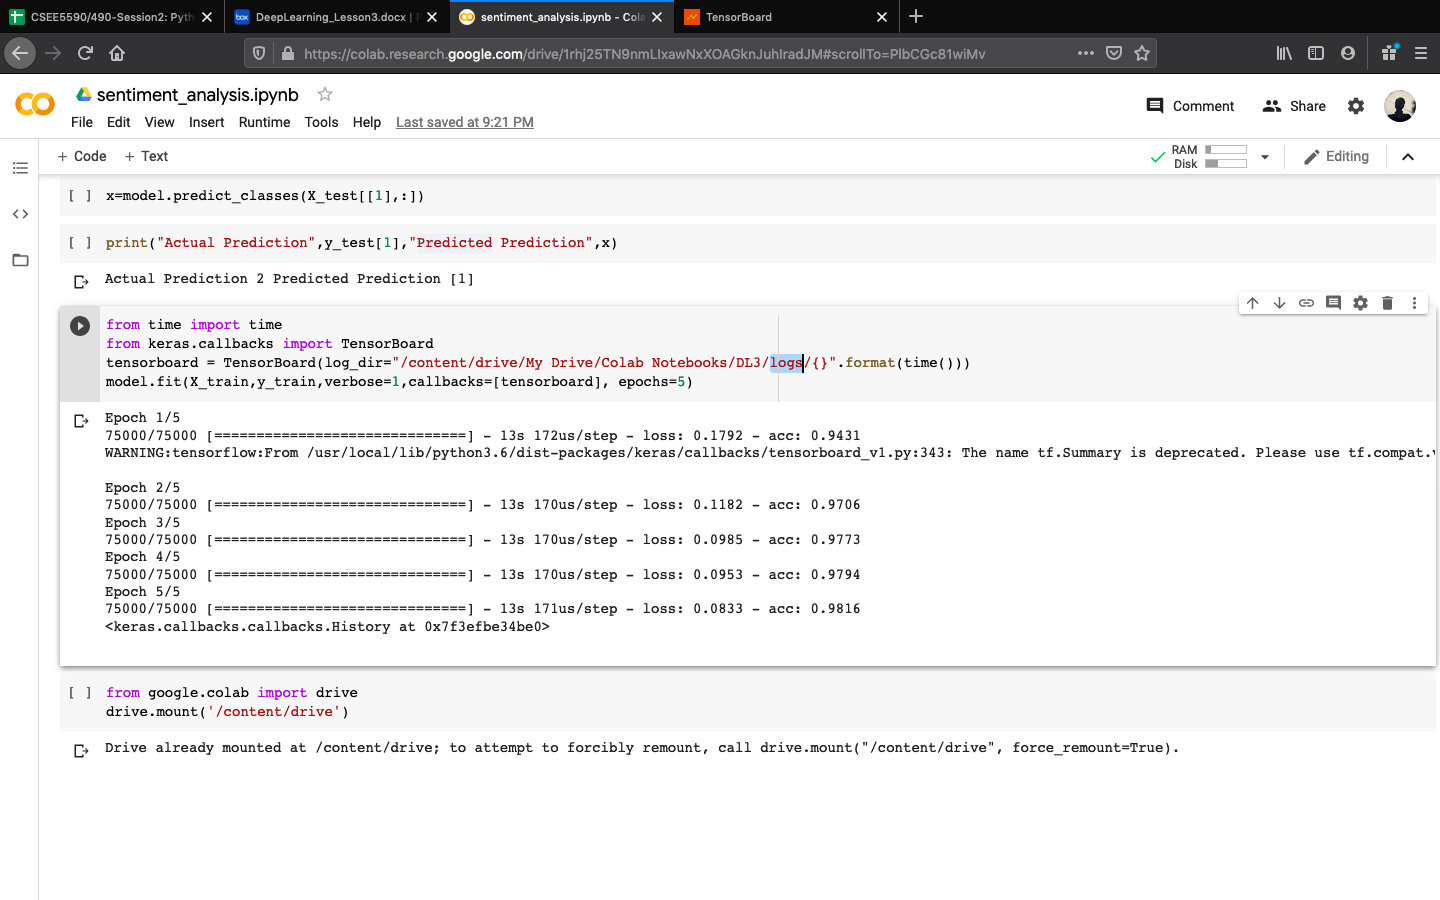 CSEE5590/490-Session2: Pyth
DeepLearning_Lesson3.docx | P
sentiment_analysis.ipynb - Cola
TensorBoard
https://colab.research.google.com/drive/1rhj25TN9nmLIxawNxXOAGknJuhIradJM#scrollTo=PlbCGc81wiMv
sentiment_analysis.ipynb
Comment
Share
File Edit View Insert Runtime Tools Help Last saved at 9:21 PM
+ Code + Text
RAM
Disk
Editing
[ ] x=model.predict_classes(X_test[[1],:])
[ ] print("Actual Prediction",y_test[1],"Predicted Prediction",x)
Actual Prediction 2 Predicted Prediction [1]
from time import time
from keras.callbacks import TensorBoard
tensorboard = TensorBoard(log_dir="/content/drive/My Drive/Colab Notebooks/DL3/logs/{}".format(time()))
model.fit(X_train,y_train,verbose=1,callbacks=[tensorboard], epochs=5)
Epoch 1/5
75000/75000 [==============================] - 13s 172us/step - loss: 0.1792 - acc: 0.9431
WARNING:tensorflow:From /usr/local/lib/python3.6/dist-packages/keras/callbacks/tensorboard_v1.py:343: The name tf.Summary is deprecated. Please use tf.compat.v
Epoch 2/5
75000/75000 [==============================] - 13s 170us/step - loss: 0.1182 - acc: 0.9706
Epoch 3/5
75000/75000 [==============================] - 13s 170us/step - loss: 0.0985 - acc: 0.9773
Epoch 4/5
75000/75000 [==============================] - 13s 170us/step - loss: 0.0953 - acc: 0.9794
Epoch 5/5
75000/75000 [==============================] - 13s 171us/step - loss: 0.0833 - acc: 0.9816
<keras.callbacks.callbacks.History at 0x7f3efbe34be0>
[ ] from google.colab import drive
drive.mount('/content/drive')
Drive already mounted at /content/drive; to attempt to forcibly remount, call drive.mount("/content/drive", force_remount=True).